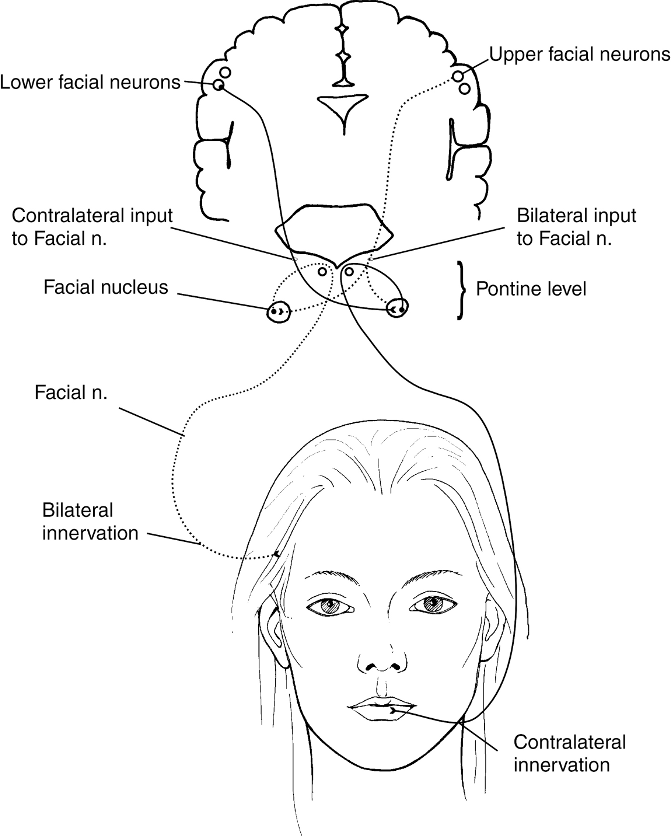 Upper facial neurons
Lower facial neurons
Contralateral input
to Facial n.
Bilateral input
to Facial n.
Facial nucleus
Pontine level
Facial n.
Bilateral
innervation
Contralateral
innervation